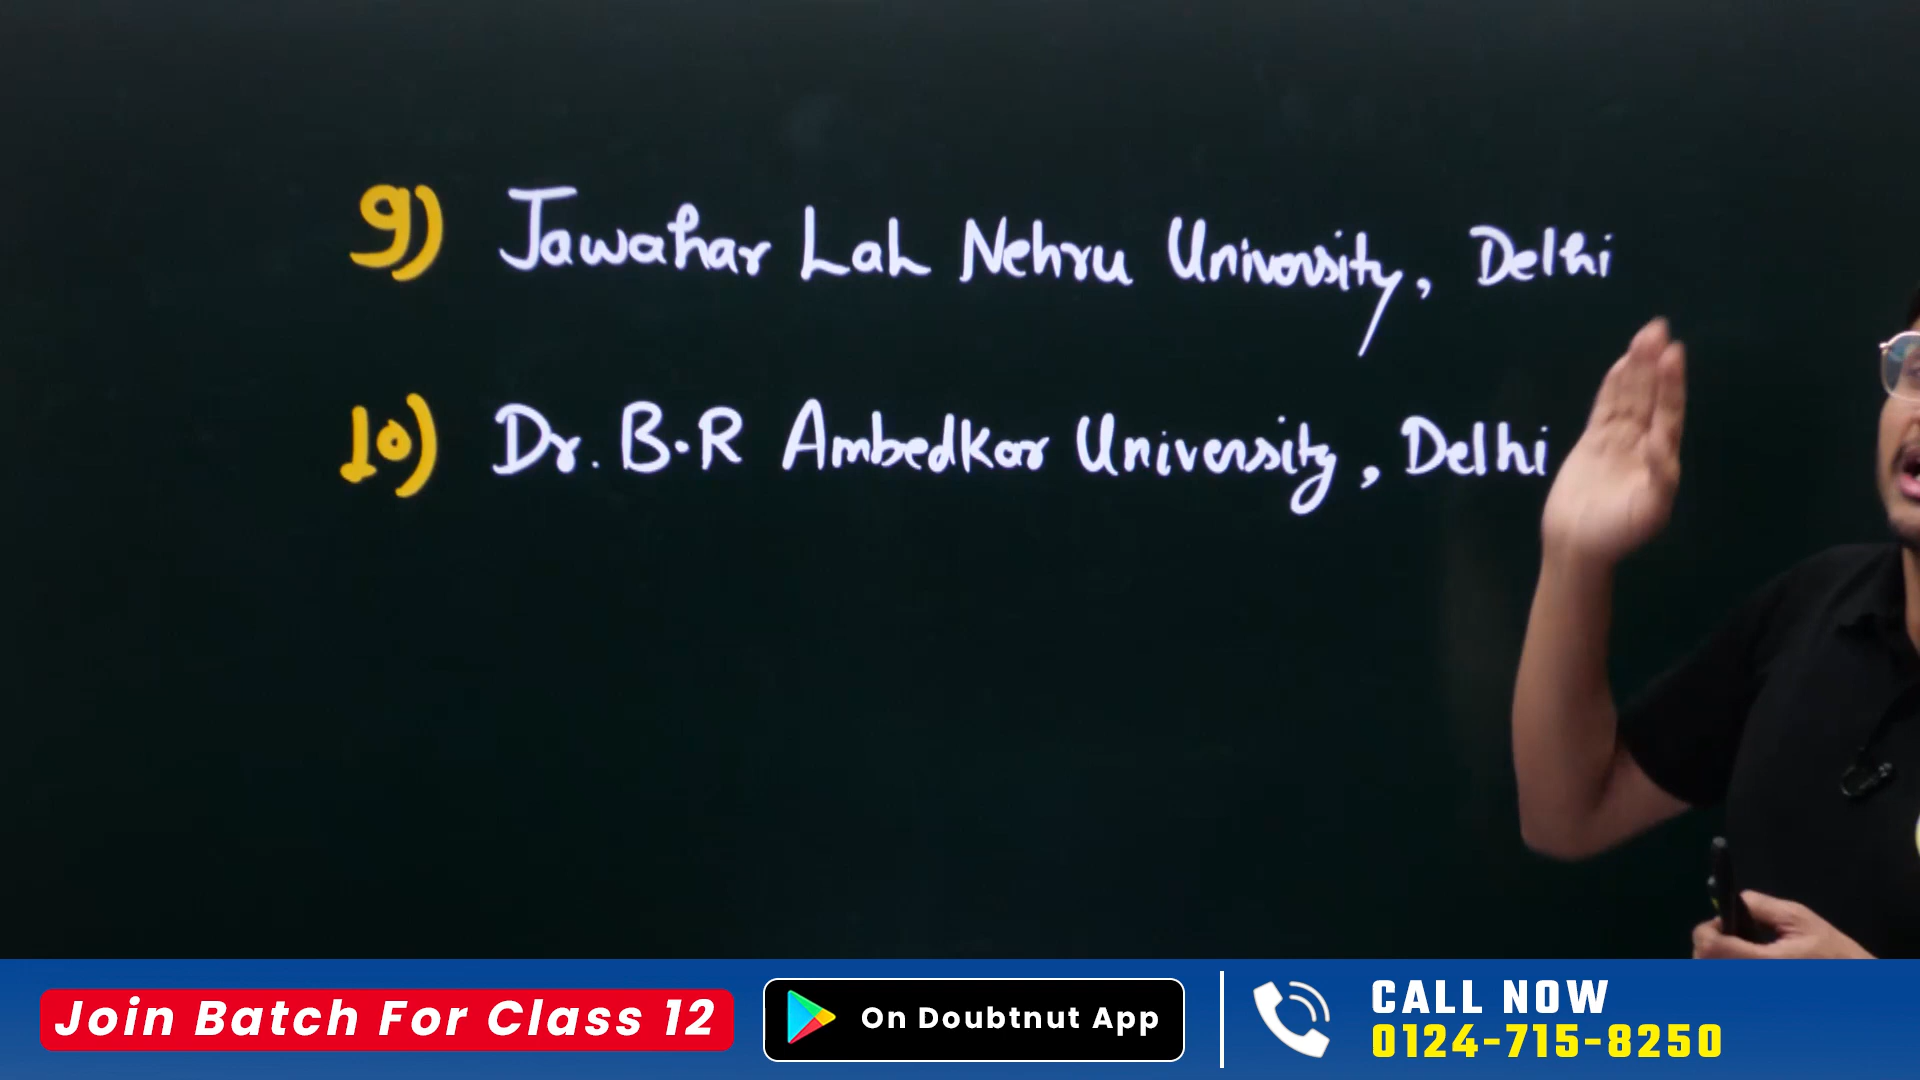 9) Jawahar Lal Nehru University, Delhi
10) Dr. B.R Ambedkar University, Delhi
Join Batch For Class 12
On Doubtnut App
CALL NOW
0124-715-8250